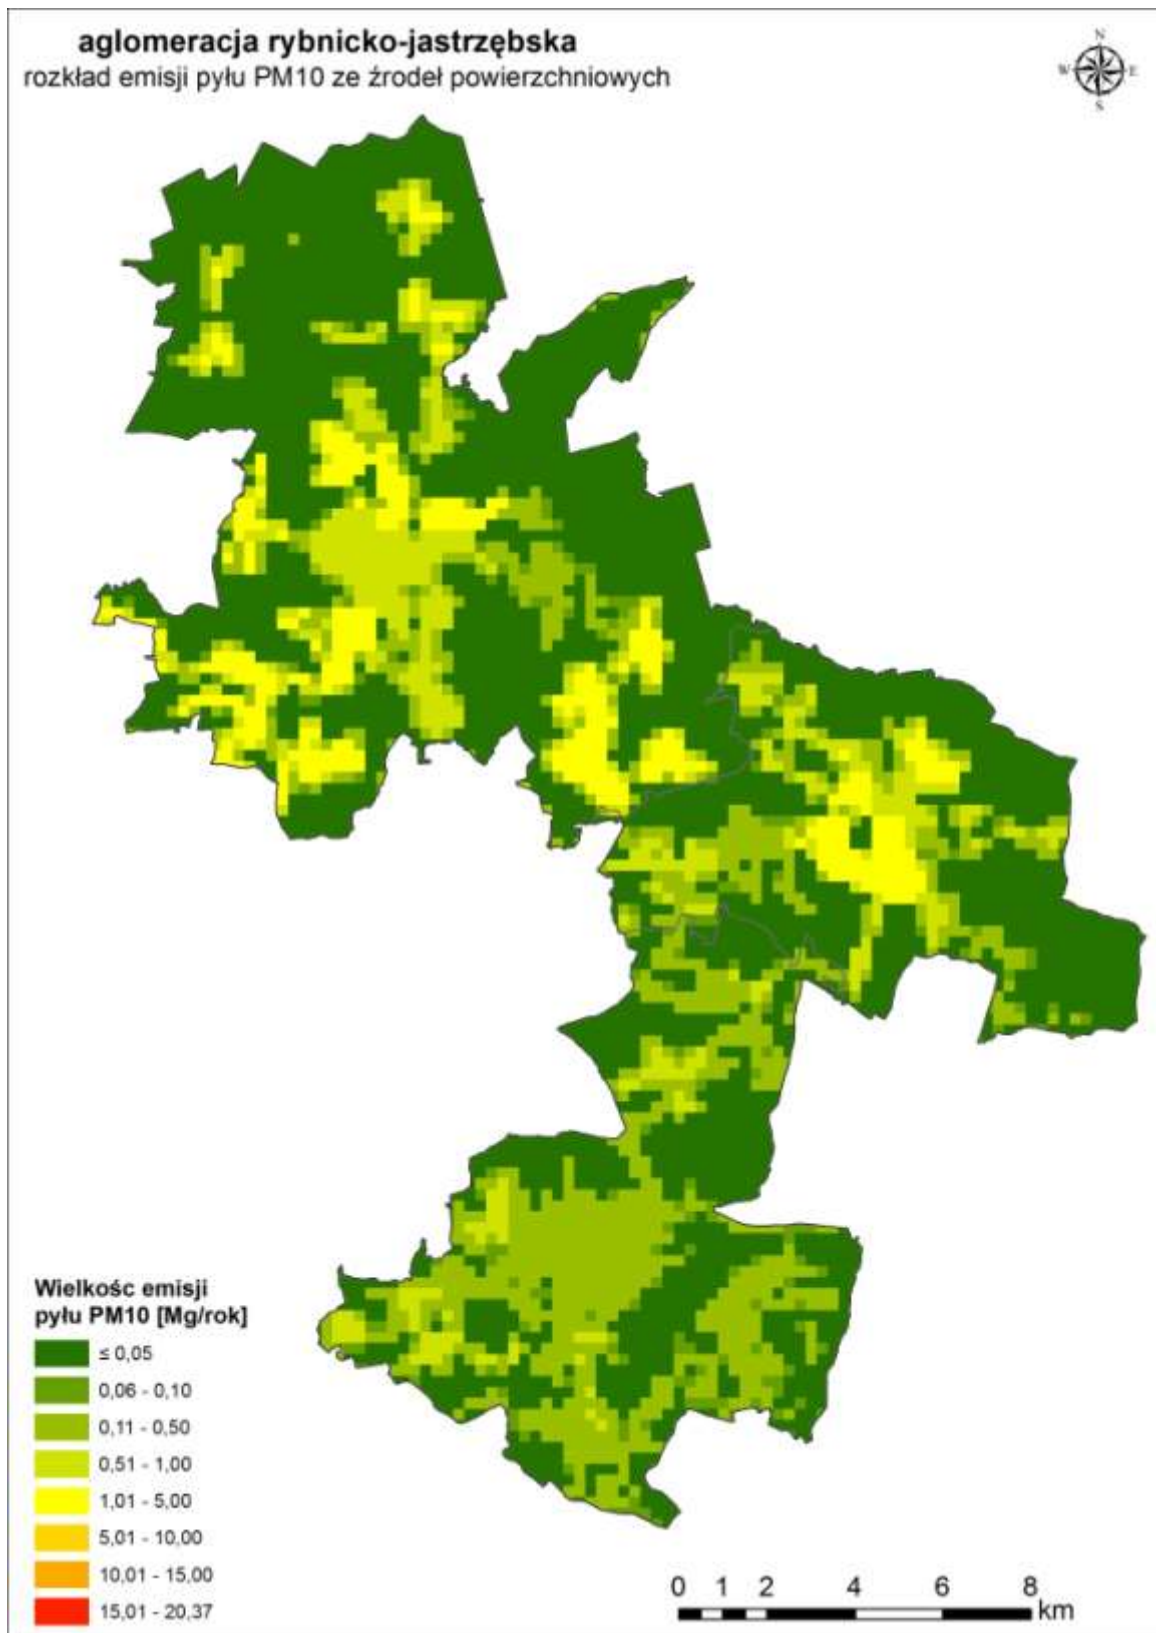 aglomeracja rybnicko-jastrzębska
rozkład emisji pyłu PM10 ze źrodeł powierzchniowych
N
W E
S
Wielkośc emisji
pyłu PM10 [Mg/rok]
≤ 0,05
0,06 - 0,10
0,11 - 0,50
0,51 - 1,00
1,01 - 5,00
5,01 - 10,00
10,01 - 15,00
15,01 - 20,37
0 1 2 4 6 8
km